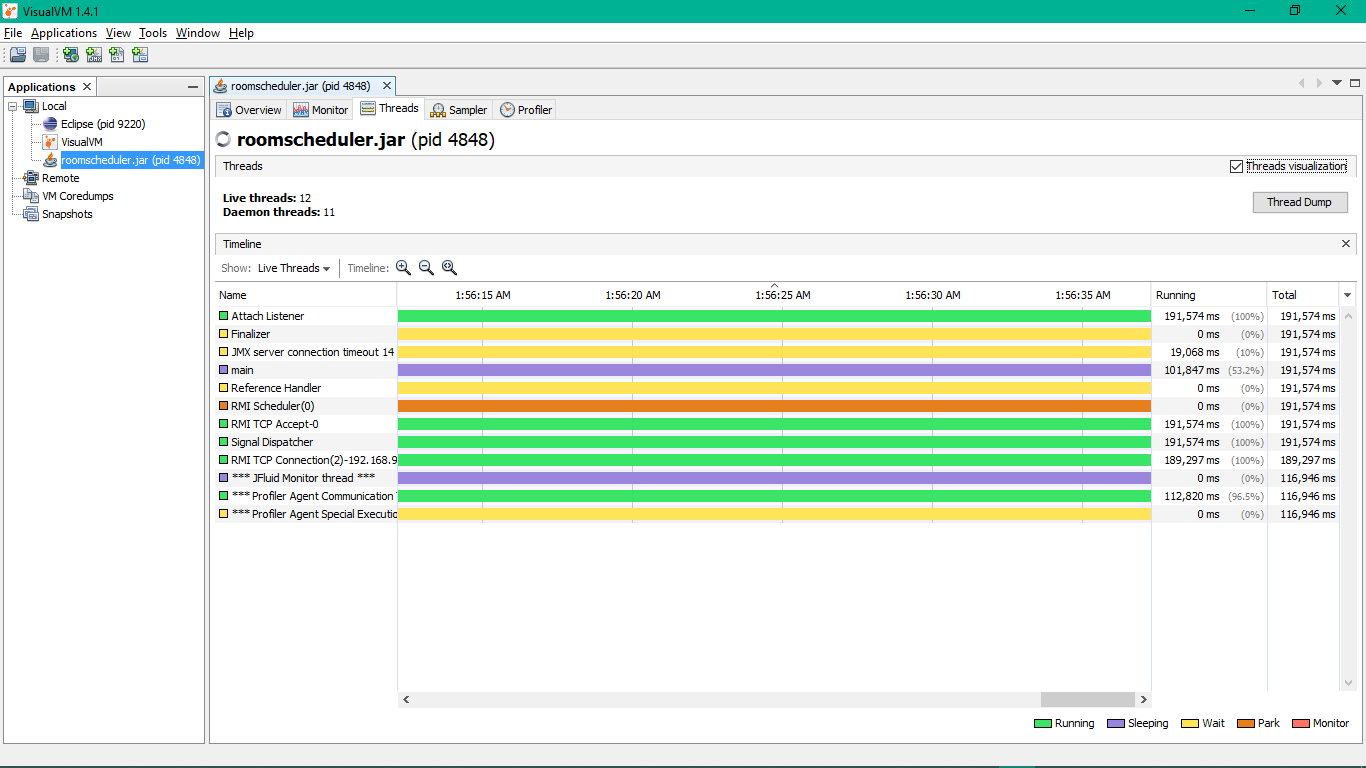 VisualVM 1.4.1
File Applications View Tools Window Help
Applications
Local
Eclipse (pid 9220)
VisualVM
roomscheduler.jar (pid 4848)
Remote
VM Coredumps
Snapshots
roomscheduler.jar (pid 4848)
Overview Monitor Threads Sampler Profiler
roomscheduler.jar (pid 4848)
Threads Threads visualization
Live threads: 12
Daemon threads: 11
Thread Dump
Timeline
Show: Live Threads Timeline:
Name 1:56:15 AM 1:56:20 AM 1:56:25 AM 1:56:30 AM 1:56:35 AM Running Total
Attach Listener 191,574 ms (100%) 191,574 ms
Finalizer 0 ms (0%) 191,574 ms
JMX server connection timeout 14 19,068 ms (10%) 191,574 ms
main 101,847 ms (53.2%) 191,574 ms
Reference Handler 0 ms (0%) 191,574 ms
RMI Scheduler(0) 0 ms (0%) 191,574 ms
RMI TCP Accept-0 191,574 ms (100%) 191,574 ms
Signal Dispatcher 191,574 ms (100%) 191,574 ms
RMI TCP Connection(2)-192.168.9 189,297 ms (100%) 189,297 ms
*** JFluid Monitor thread *** 0 ms (0%) 116,946 ms
*** Profiler Agent Communication 112,820 ms (96.5%) 116,946 ms
*** Profiler Agent Special Executio 0 ms (0%) 116,946 ms
Running Sleeping Wait Park Monitor